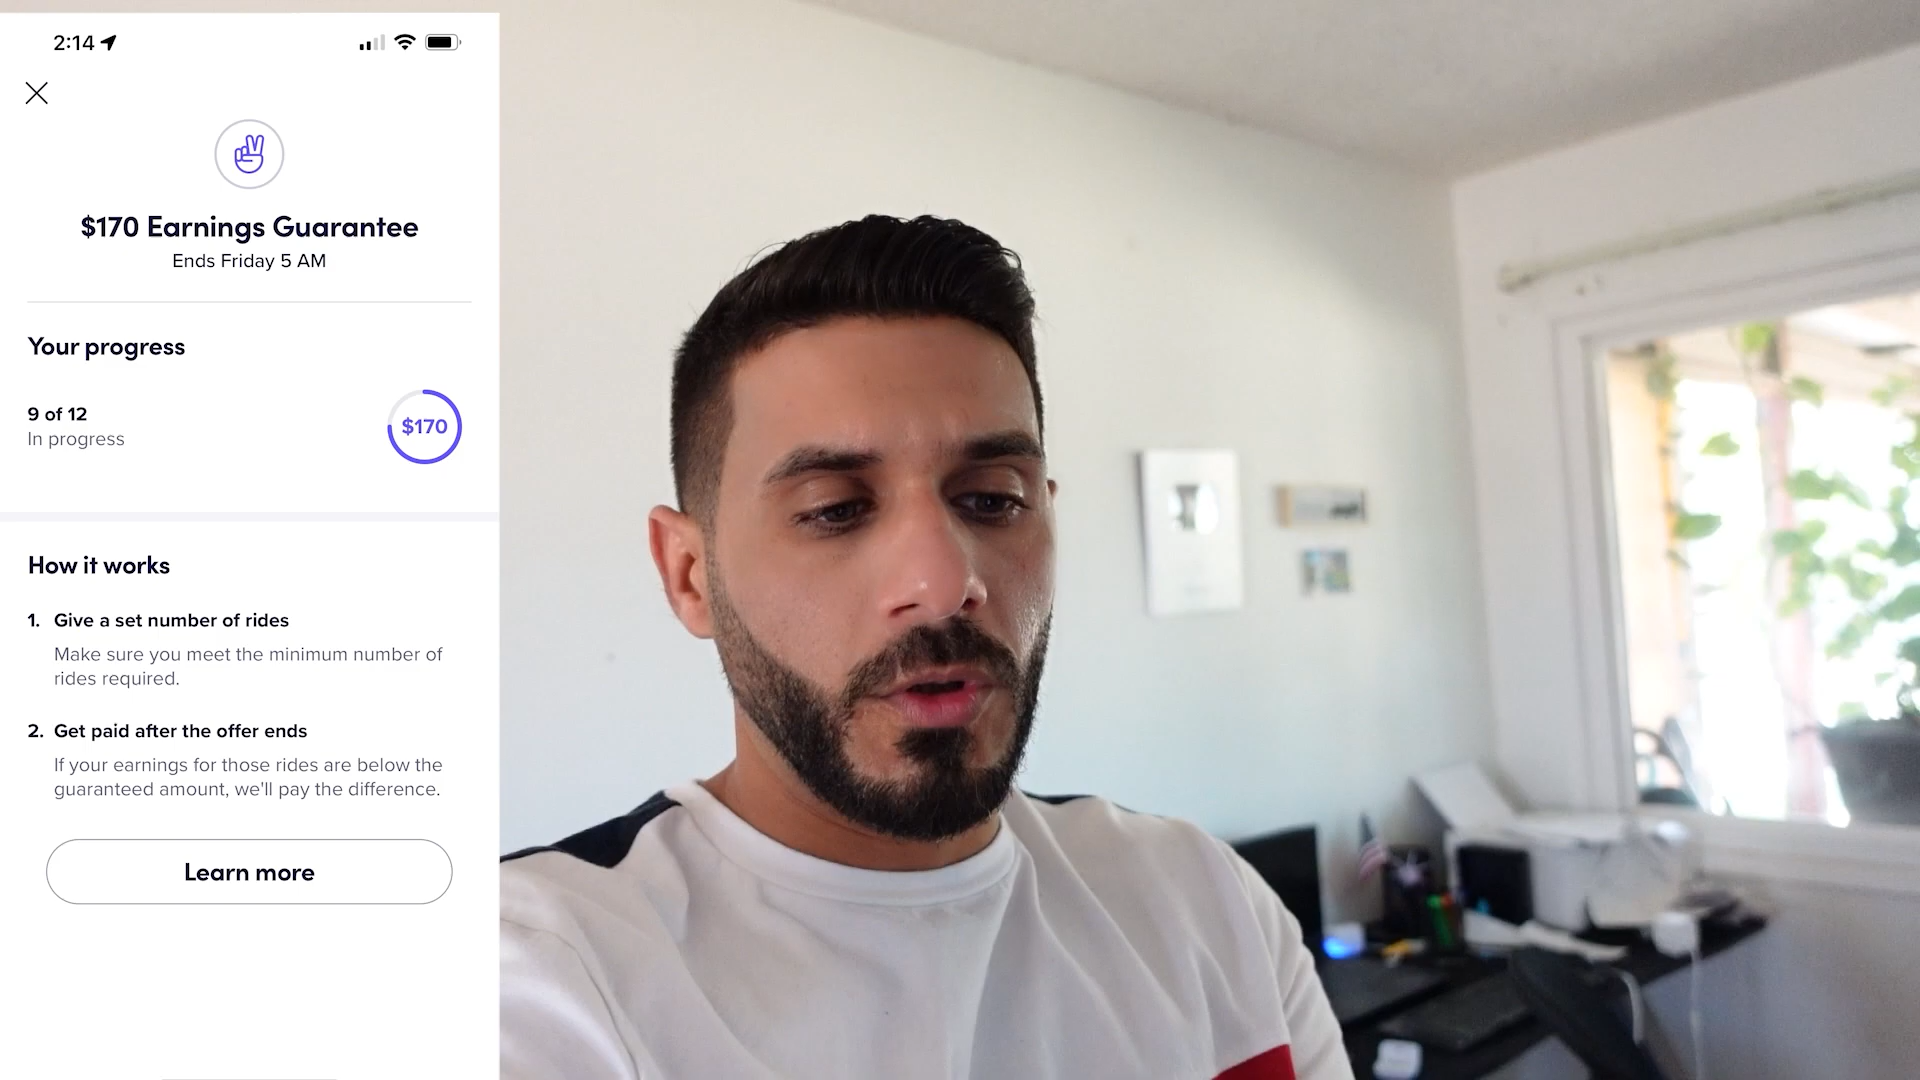 2:14
$170 Earnings Guarantee
Ends Friday 5 AM
Your progress
9 of 12
In progress
$170
How it works
1. Give a set number of rides
Make sure you meet the minimum number of
rides required.
2. Get paid after the offer ends
If your earnings for those rides are below the
guaranteed amount, we'll pay the difference.
Learn more